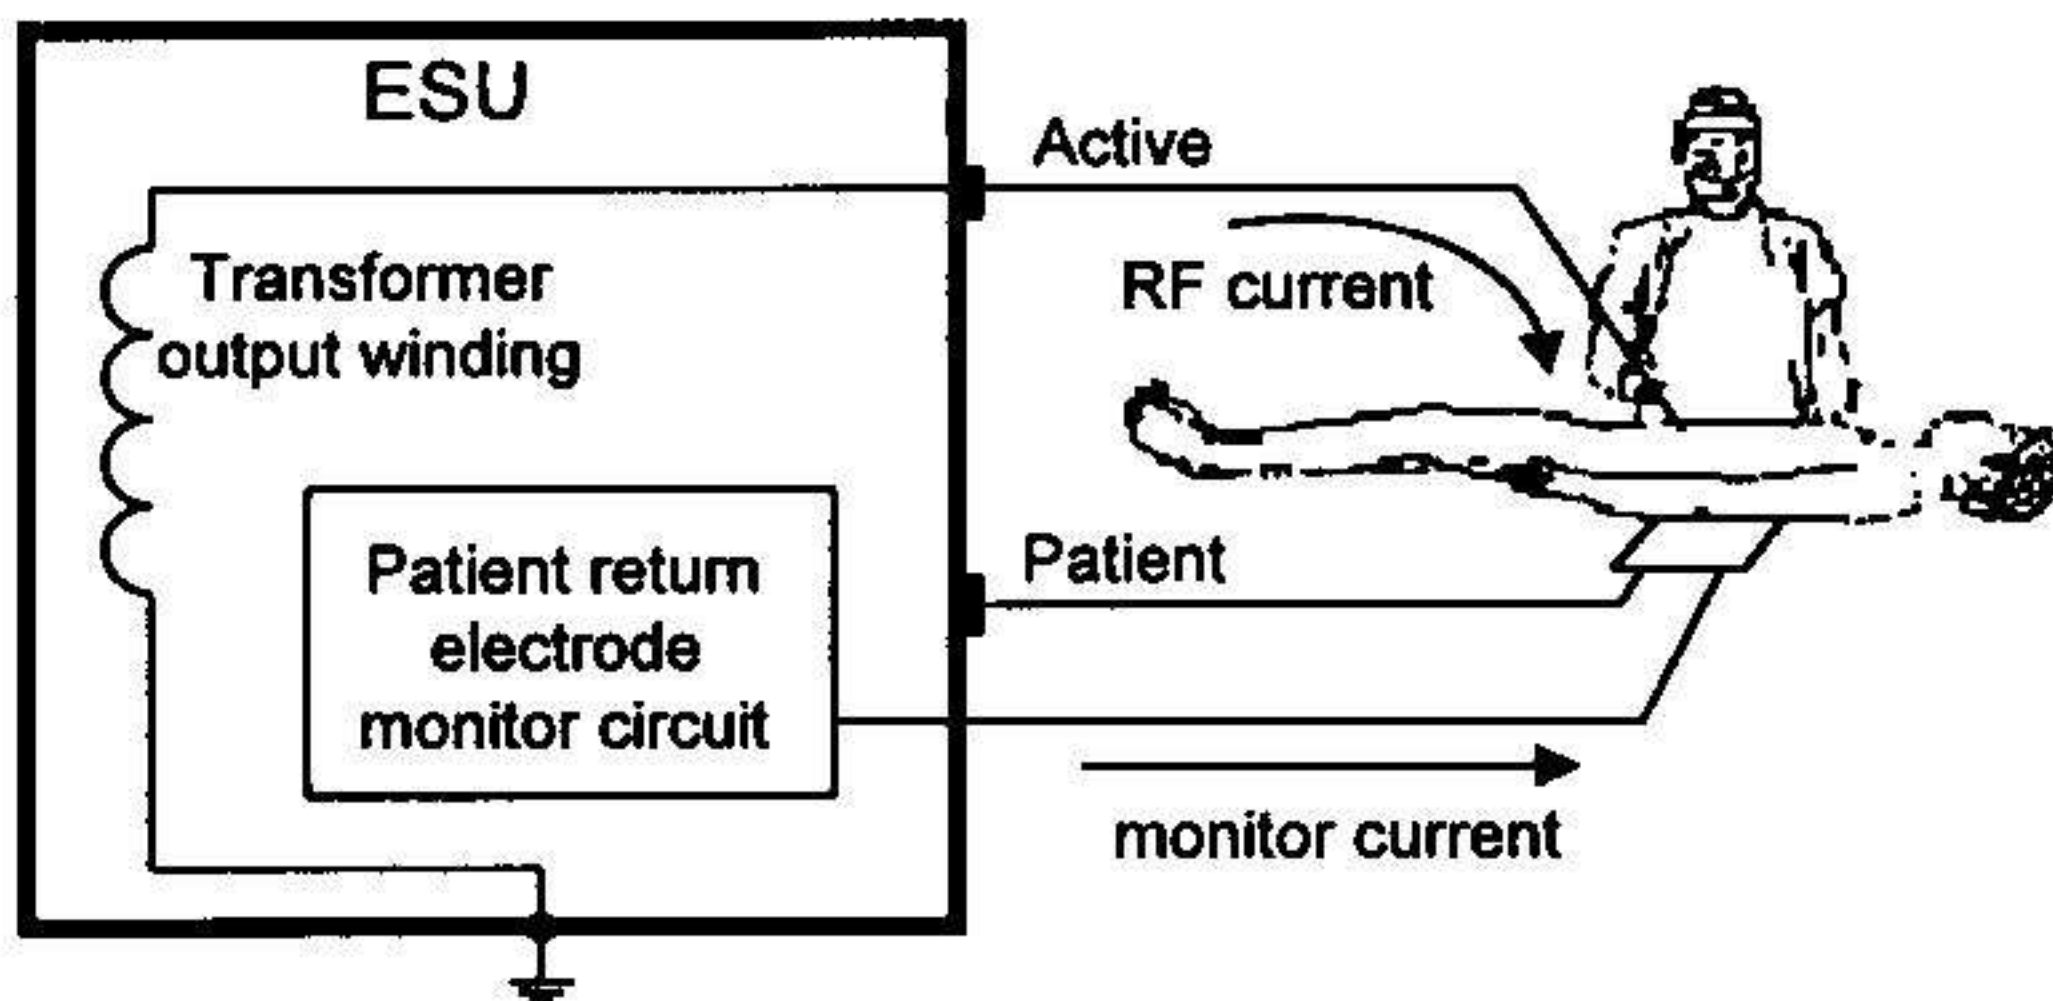 ESU
Active
Transformer
output winding
RF current
Patient return
electrode
monitor circuit
Patient
monitor current